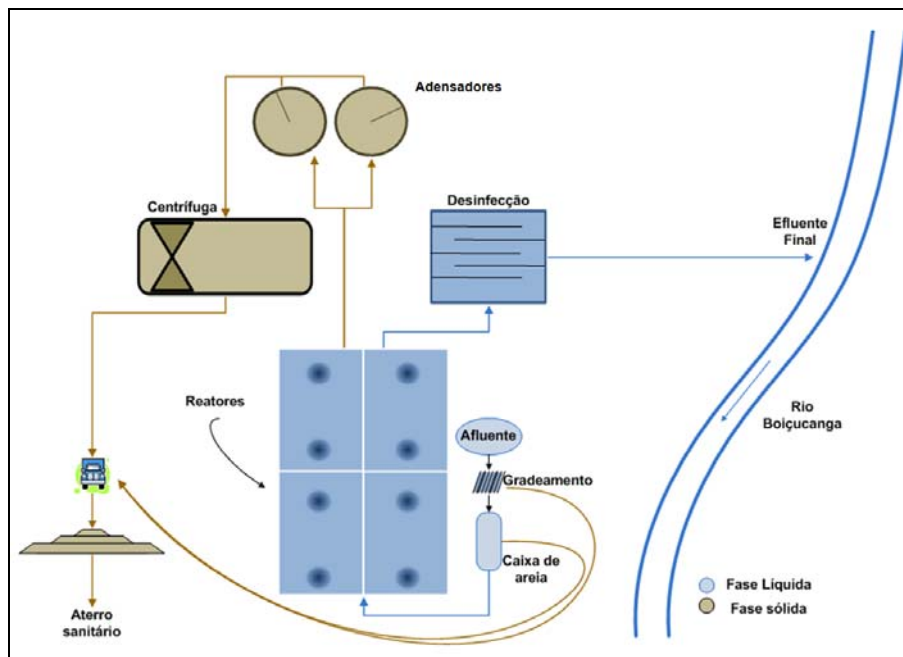 Adensadores
Centrífuga
Desinfecção
Efluente
Final
Reatores
Afluente
Rio
Boiçucanga
Gradeamento
Caixa de
areia
Fase Líquida
Fase sólida
Aterro
sanitário